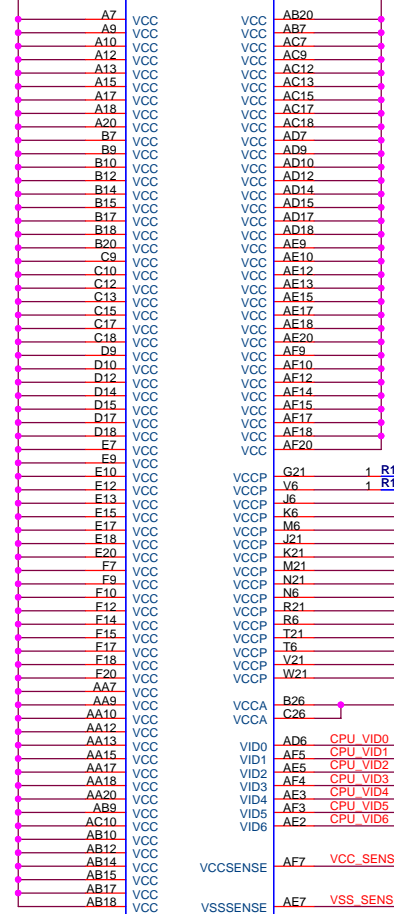 A7 VCC
A9 VCC
A10 VCC
A12 VCC
A13 VCC
A15 VCC
A17 VCC
A18 VCC
A20 VCC
B7 VCC
B9 VCC
B10 VCC
B12 VCC
B14 VCC
B15 VCC
B17 VCC
B18 VCC
B20 VCC
C9 VCC
C10 VCC
C12 VCC
C13 VCC
C15 VCC
C17 VCC
C18 VCC
D9 VCC
D10 VCC
D12 VCC
D14 VCC
D15 VCC
D17 VCC
D18 VCC
E7 VCC
E9 VCC
E10 VCC
E12 VCC
E13 VCC
E15 VCC
E17 VCC
E18 VCC
E20 VCC
F7 VCC
F9 VCC
F10 VCC
F12 VCC
F14 VCC
F15 VCC
F17 VCC
F18 VCC
F20 VCC
AA7 VCC
AA9 VCC
AA10 VCC
AA12 VCC
AA13 VCC
AA15 VCC
AA17 VCC
AA18 VCC
AA20 VCC
AB9 VCC
AC10 VCC
AB10 VCC
AB12 VCC
AB14 VCC
AB15 VCC
AB17 VCC
AB18 VCC
VCC AB20
VCC AB7
VCC AC7
VCC AC9
VCC AC12
VCC AC13
VCC AC15
VCC AC17
VCC AC18
VCC AD7
VCC AD9
VCC AD10
VCC AD12
VCC AD14
VCC AD15
VCC AD17
VCC AD18
VCC AE9
VCC AE10
VCC AE12
VCC AE13
VCC AE15
VCC AE17
VCC AE18
VCC AE20
VCC AF9
VCC AF10
VCC AF12
VCC AF14
VCC AF15
VCC AF17
VCC AF18
VCC AF20
VCCP G21 1 R1
VCCP V6 1 R1
VCCP J6
VCCP K6
VCCP M6
VCCP J21
VCCP K21
VCCP M21
VCCP N21
VCCP N6
VCCP R21
VCCP R6
VCCP T21
VCCP T6
VCCP V21
VCCP W21
VCCA B26
VCCA C26
VID0 AD6 CPU_VID0
VID1 AF5 CPU_VID1
VID2 AE5 CPU_VID2
VID3 AF4 CPU_VID3
VID4 AE3 CPU_VID4
VID5 AF3 CPU_VID5
VID6 AE2 CPU_VID6
VCCSENSE AF7 VCC_SENS
VSSSENSE AE7 VSS_SENS